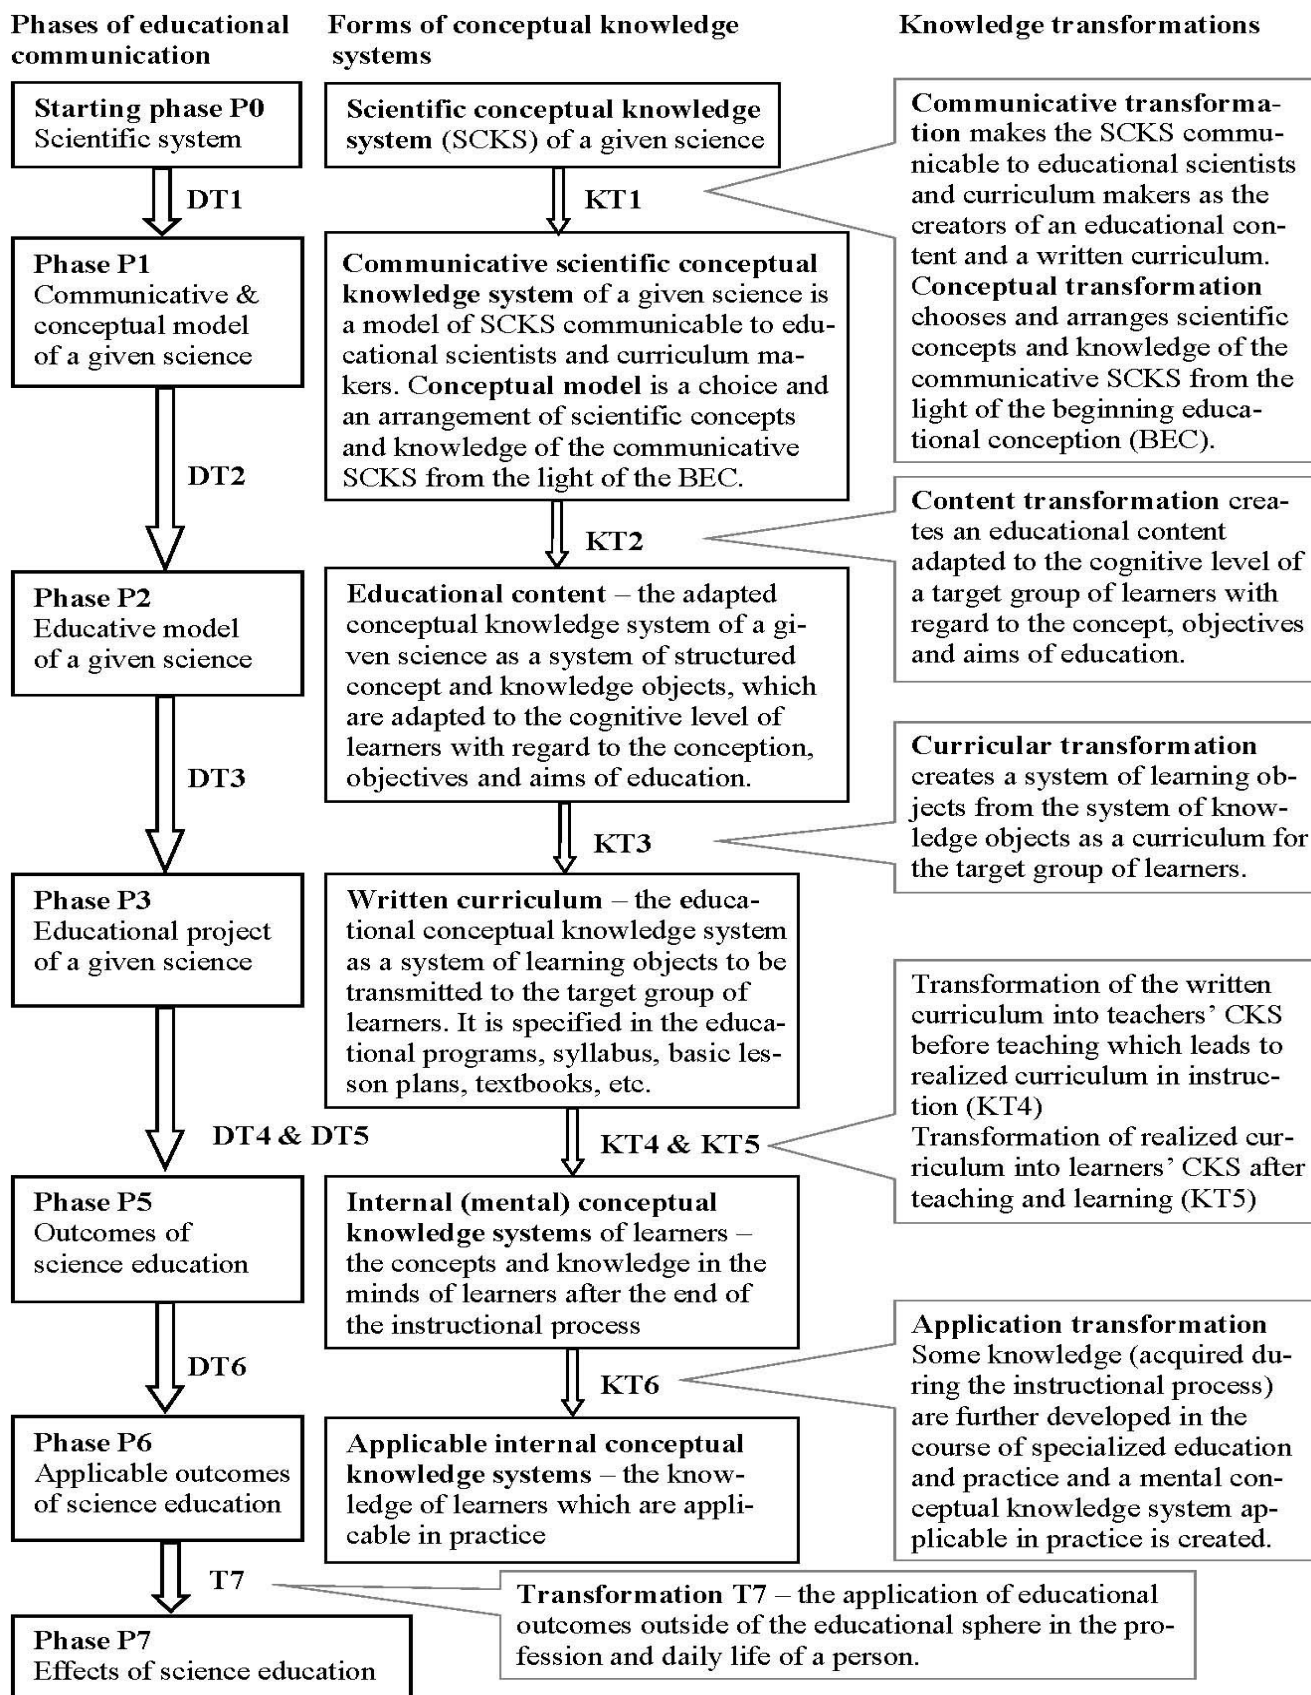 Phases of educational
communication
Forms of conceptual knowledge
systems
Knowledge transformations
Starting phase P0
Scientific system
DT1
Phase P1
Communicative &
conceptual model
of a given science
DT2
Phase P2
Educative model
of a given science
DT3
Phase P3
Educational project
of a given science
DT4 & DT5
Phase P5
Outcomes of
science education
DT6
Phase P6
Applicable outcomes
of science education
T7
Phase P7
Effects of science education
Scientific conceptual knowledge
system (SCKS) of a given science
KT1
Communicative scientific conceptual
knowledge system of a given science is
a model of SCKS communicable to edu-
cational scientists and curriculum ma-
kers. Conceptual model is a choice and
an arrangement of scientific concepts
and knowledge of the communicative
SCKS from the light of the BEC.
KT2
Educational content – the adapted
conceptual knowledge system of a gi-
ven science as a system of structured
concept and knowledge objects, which
are adapted to the cognitive level of
learners with regard to the conception,
objectives and aims of education.
KT3
Written curriculum – the educa-
tional conceptual knowledge system
as a system of learning objects to be
transmitted to the target group of
learners. It is specified in the educa-
tional programs, syllabus, basic les-
son plans, textbooks, etc.
KT4 & KT5
Internal (mental) conceptual
knowledge systems of learners –
the concepts and knowledge in the
minds of learners after the end of
the instructional process
KT6
Applicable internal conceptual
knowledge systems – the know-
ledge of learners which are appli-
cable in practice
Communicative transforma-
tion makes the SCKS commu-
nicable to educational scientists
and curriculum makers as the
creators of an educational con-
tent and a written curriculum.
Conceptual transformation
chooses and arranges scientific
concepts and knowledge of the
communicative SCKS from the
light of the beginning educa-
tional conception (BEC).
Content transformation crea-
tes an educational content
adapted to the cognitive level of
a target group of learners with
regard to the concept, objectives
and aims of education.
Curricular transformation
creates a system of learning ob-
jects from the system of know-
ledge objects as a curriculum for
the target group of learners.
Transformation of the written
curriculum into teachers’ CKS
before teaching which leads to
realized curriculum in instruc-
tion (KT4)
Transformation of realized cur-
riculum into learners’ CKS after
teaching and learning (KT5)
Application transformation
Some knowledge (acquired du-
ring the instructional process)
are further developed in the
course of specialized education
and practice and a mental con-
ceptual knowledge system ap-
plicable in practice is created.
Transformation T7 – the application of educational
outcomes outside of the educational sphere in the pro-
fession and daily life of a person.